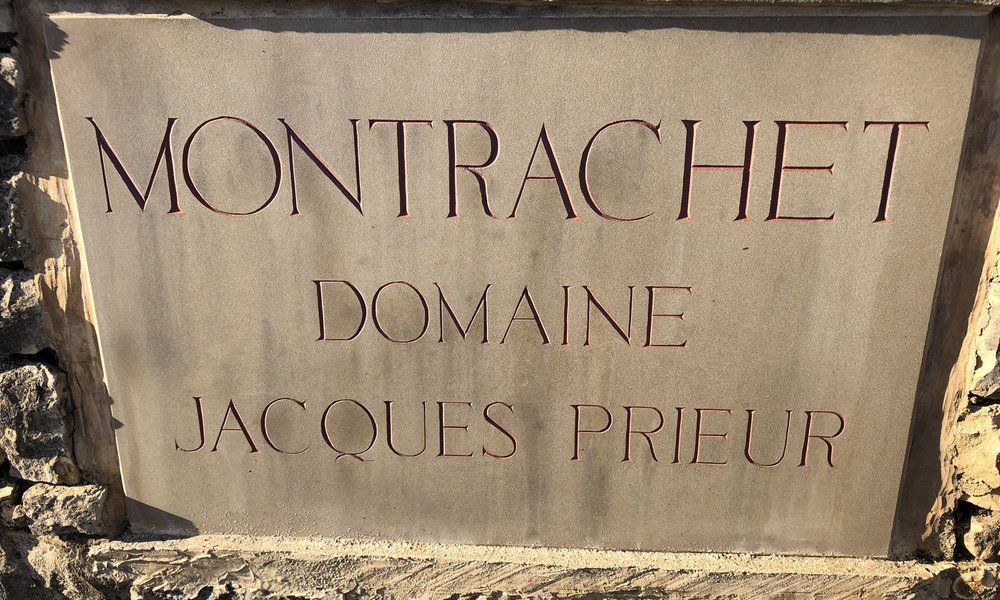 MONTRACHET
DOMAINE
JACQUES PRIEUR